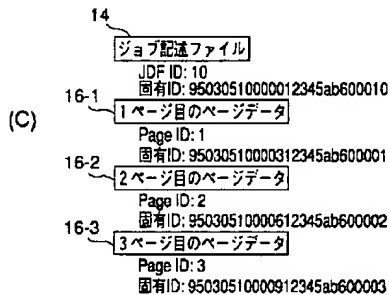 14
ジョブ記述ファイル
JDF ID: 10
固有ID: 95030510000012345ab600010
(C)
16-1
1ページ目のページデータ
Page ID: 1
固有ID: 95030510000312345ab600001
16-2
2ページ目のページデータ
Page ID: 2
固有ID: 95030510000612345ab600002
16-3
3ページ目のページデータ
Page ID: 3
固有ID: 95030510000912345ab600003